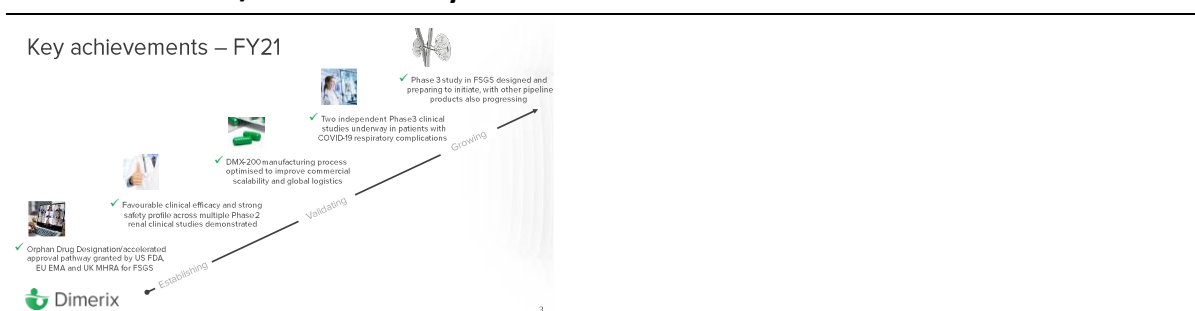 Key achievements – FY21
Phase 3 study in FSGS designed and
preparing to initiate, with other pipeline
products also progressing
Two independent Phase3 clinical
studies underway in patients with
COVID-19 respiratory complications
Growing
DMX-200 manufacturing process
optimised to improve commercial
scalability and global logistics
Validating
Favourable clinical efficacy and strong
safety profile across multiple Phase2
renal clinical studies demonstrated
Orphan Drug Designation/accelerated
approval pathway granted by US FDA,
EU EMA and UK MHRA for FSGS
Establishing
Dimerix
3